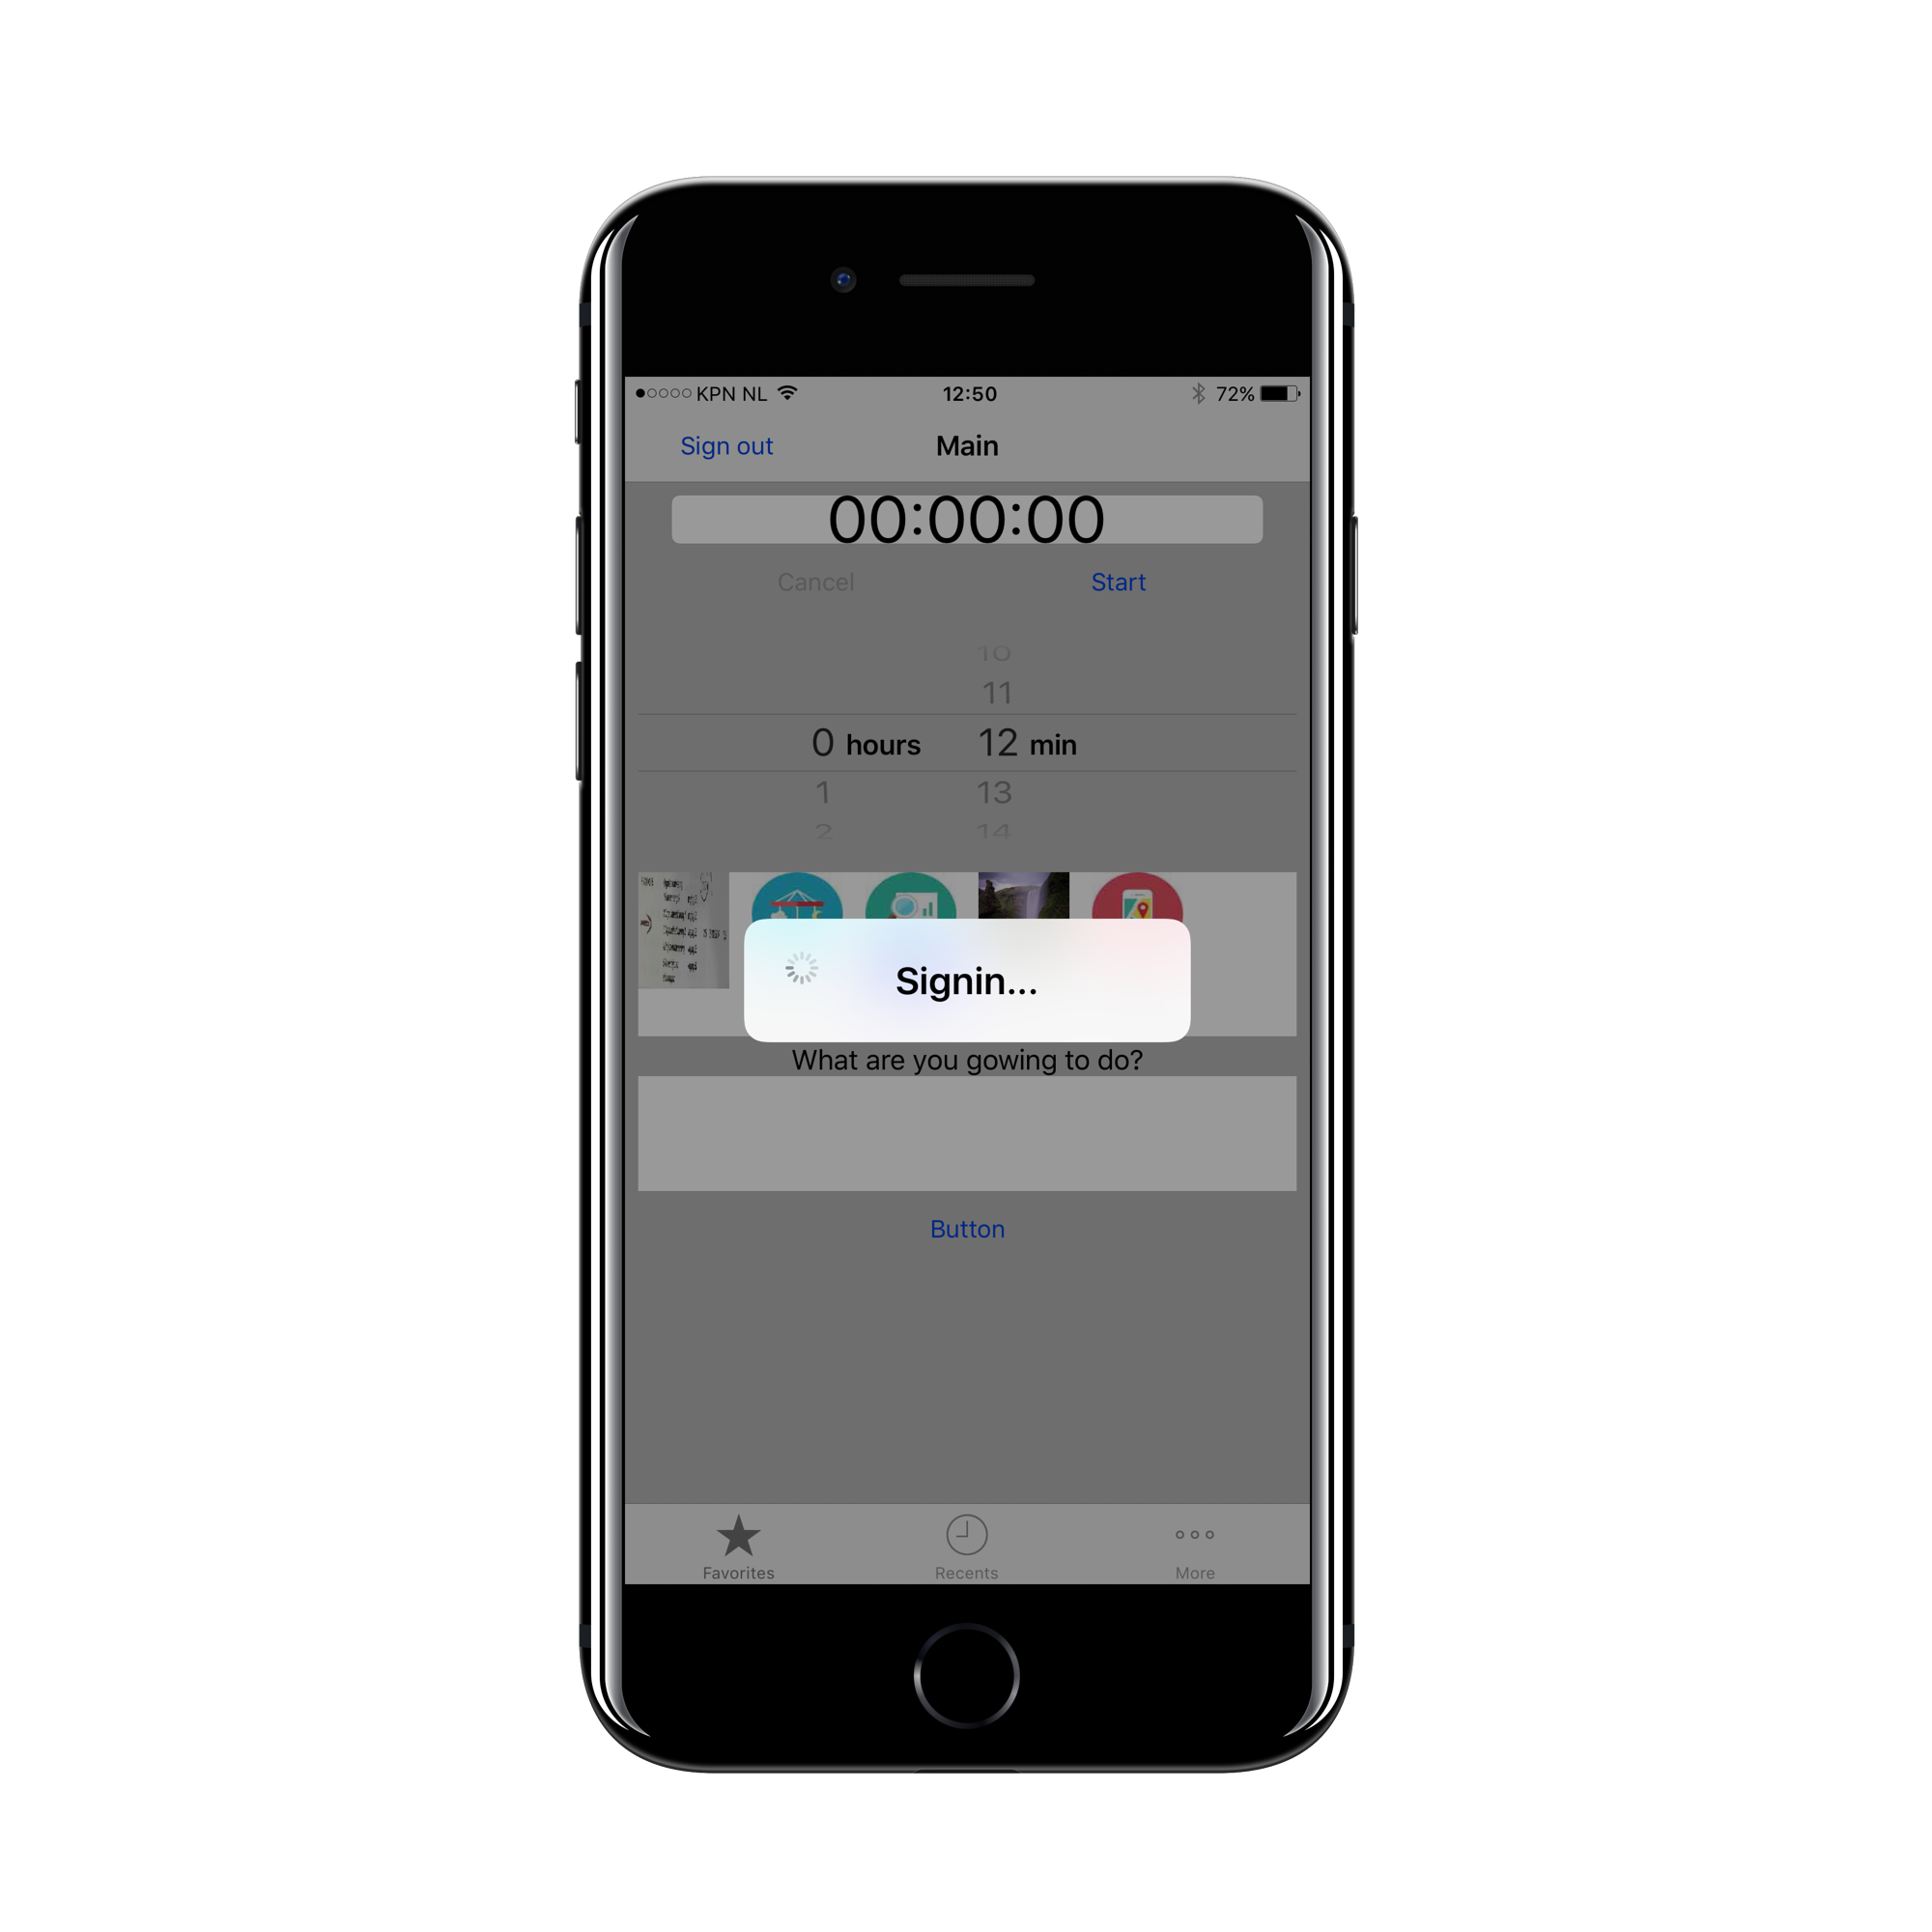 KPN NL 12:50 72%
Sign out Main
00:00:00
Cancel Start
10
11
0 hours 12 min
1 13
2 14
Signin...
What are you gowing to do?
Button
Favorites Recents More